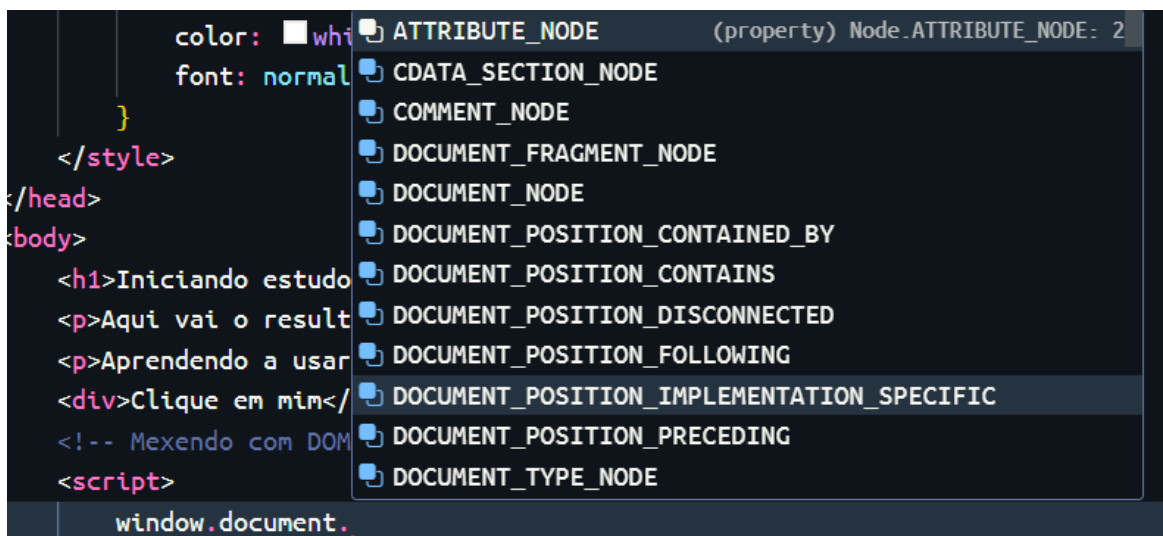 color: whi
font: normal
}
</style>
</head>
<body>
<h1>Iniciando estudo
<p>Aqui vai o result
<p>Aprendendo a usar
<div>Clique em mim</
<!-- Mexendo com DOM
<script>
window.document.
ATTRIBUTE_NODE (property) Node.ATTRIBUTE_NODE: 2
CDATA_SECTION_NODE
COMMENT_NODE
DOCUMENT_FRAGMENT_NODE
DOCUMENT_NODE
DOCUMENT_POSITION_CONTAINED_BY
DOCUMENT_POSITION_CONTAINS
DOCUMENT_POSITION_DISCONNECTED
DOCUMENT_POSITION_FOLLOWING
DOCUMENT_POSITION_IMPLEMENTATION_SPECIFIC
DOCUMENT_POSITION_PRECEDING
DOCUMENT_TYPE_NODE